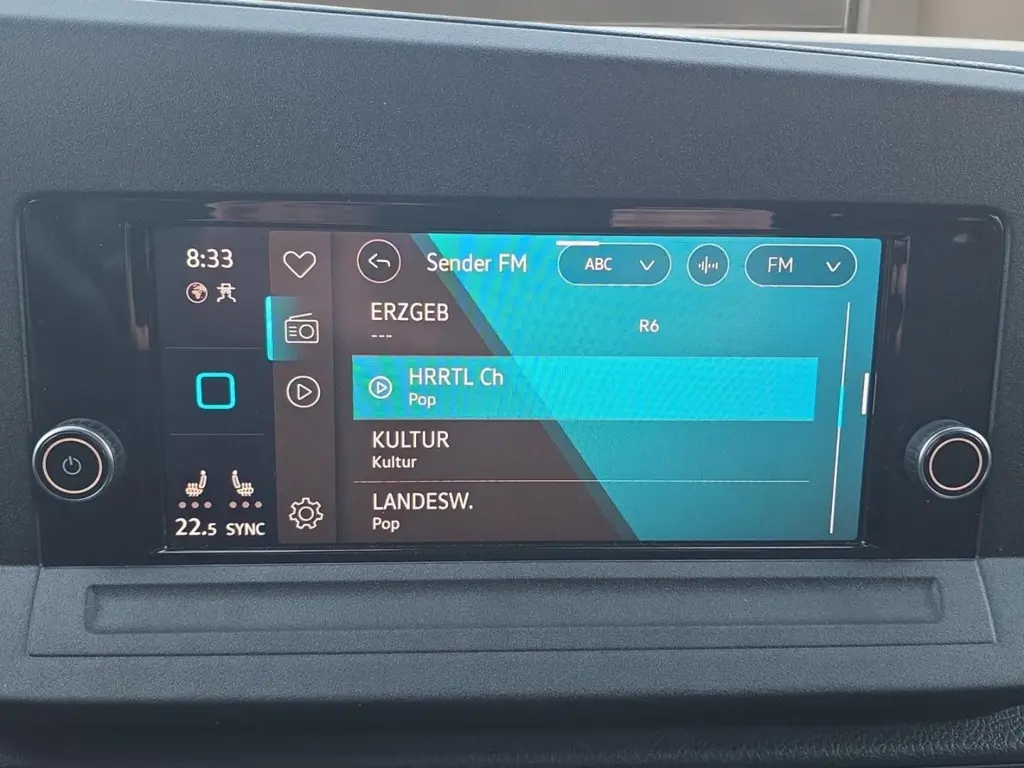 8:33
Sender FM
ABC
FM
ERZGEB
---
R6
HRRTL Ch
Pop
KULTUR
Kultur
LANDESW.
Pop
22.5 SYNC